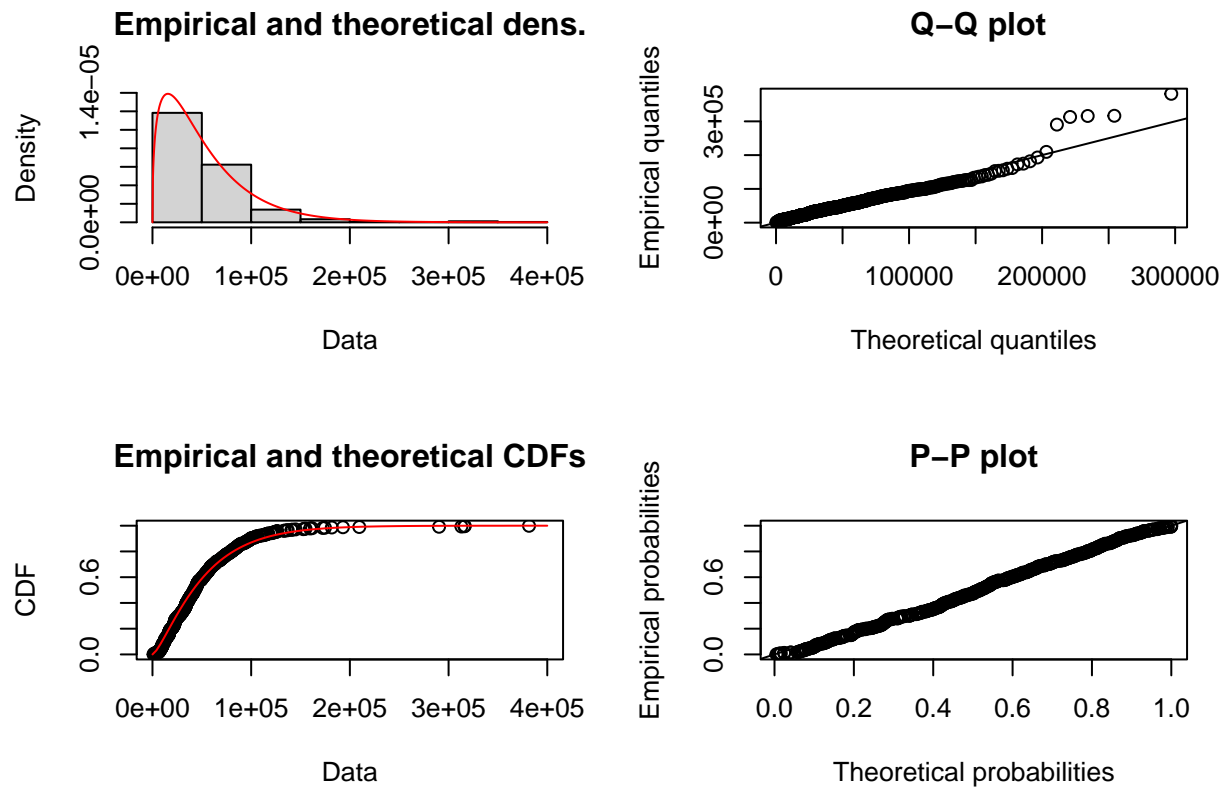 Empirical and theoretical dens.
Density
0.0e+00 1.4e−05
0e+00 1e+05 2e+05 3e+05 4e+05
Data
Q−Q plot
Empirical quantiles
0e+00 3e+05
0 100000 200000 300000
Theoretical quantiles
Empirical and theoretical CDFs
CDF
0.0 0.6
0e+00 1e+05 2e+05 3e+05 4e+05
Data
P−P plot
Empirical probabilities
0.0 0.6
0.0 0.2 0.4 0.6 0.8 1.0
Theoretical probabilities